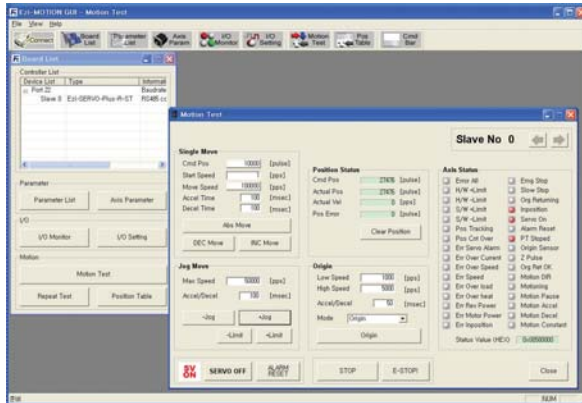 Ezi-MOTION GUI - Motion Test
File View Help
Connect
Board List
Parameter List
Axis Param
I/O Monitor
I/O Setting
Motion Test
Pos Table
Cmd Bar
Board List
Controller List
Device List Type Informati
Port 22 Baudrate
Slave 0 Ezi-SERVO-Plus-R-ST RS485 cc
Parameter
Parameter List Axis Parameter
I/O
I/O Monitor I/O Setting
Motion
Motion Test
Repeat Test Position Table
Motion Test
Slave No 0
Single Move
Cmd Pos 10000 [pulse]
Start Speed 1 [pps]
Move Speed 100000 [pps]
Accel Time 100 [msec]
Decel Time 100 [msec]
Abs Move
DEC Move INC Move
Jog Move
Max Speed 50000 [pps]
Accel/Decel 100 [msec]
-Jog +Jog
-Limit +Limit
Position Status
Cmd Pos 27476 [pulse]
Actual Pos 27476 [pulse]
Actual Vel 0 [pps]
Pos Error 0 [pulse]
Clear Position
Origin
Low Speed 1000 [pps]
High Speed 5000 [pps]
Accel/Decel 50 [msec]
Mode Origin
Origin
Axis Status
Error All Emg Stop
H/W +Limit Slow Stop
H/W -Limit Org Returning
S/W +Limit Inposition
S/W -Limit Servo On
Pos Tracking Alarm Reset
Pos Cnt Over PT Stoped
Err Servo Alarm Origin Sensor
Err Over Current Z Pulse
Err Over Speed Org Ret OK
Err Speed Motion DIR
Err Over load Motioning
Err Over heat Motion Pause
Err Rev Power Motion Accel
Err Motor Power Motion Decel
Err Inposition Motion Constant
Status Value (HEX)
SV ON SERVO OFF ALARM RESET
STOP E-STOP!
Close
NUM